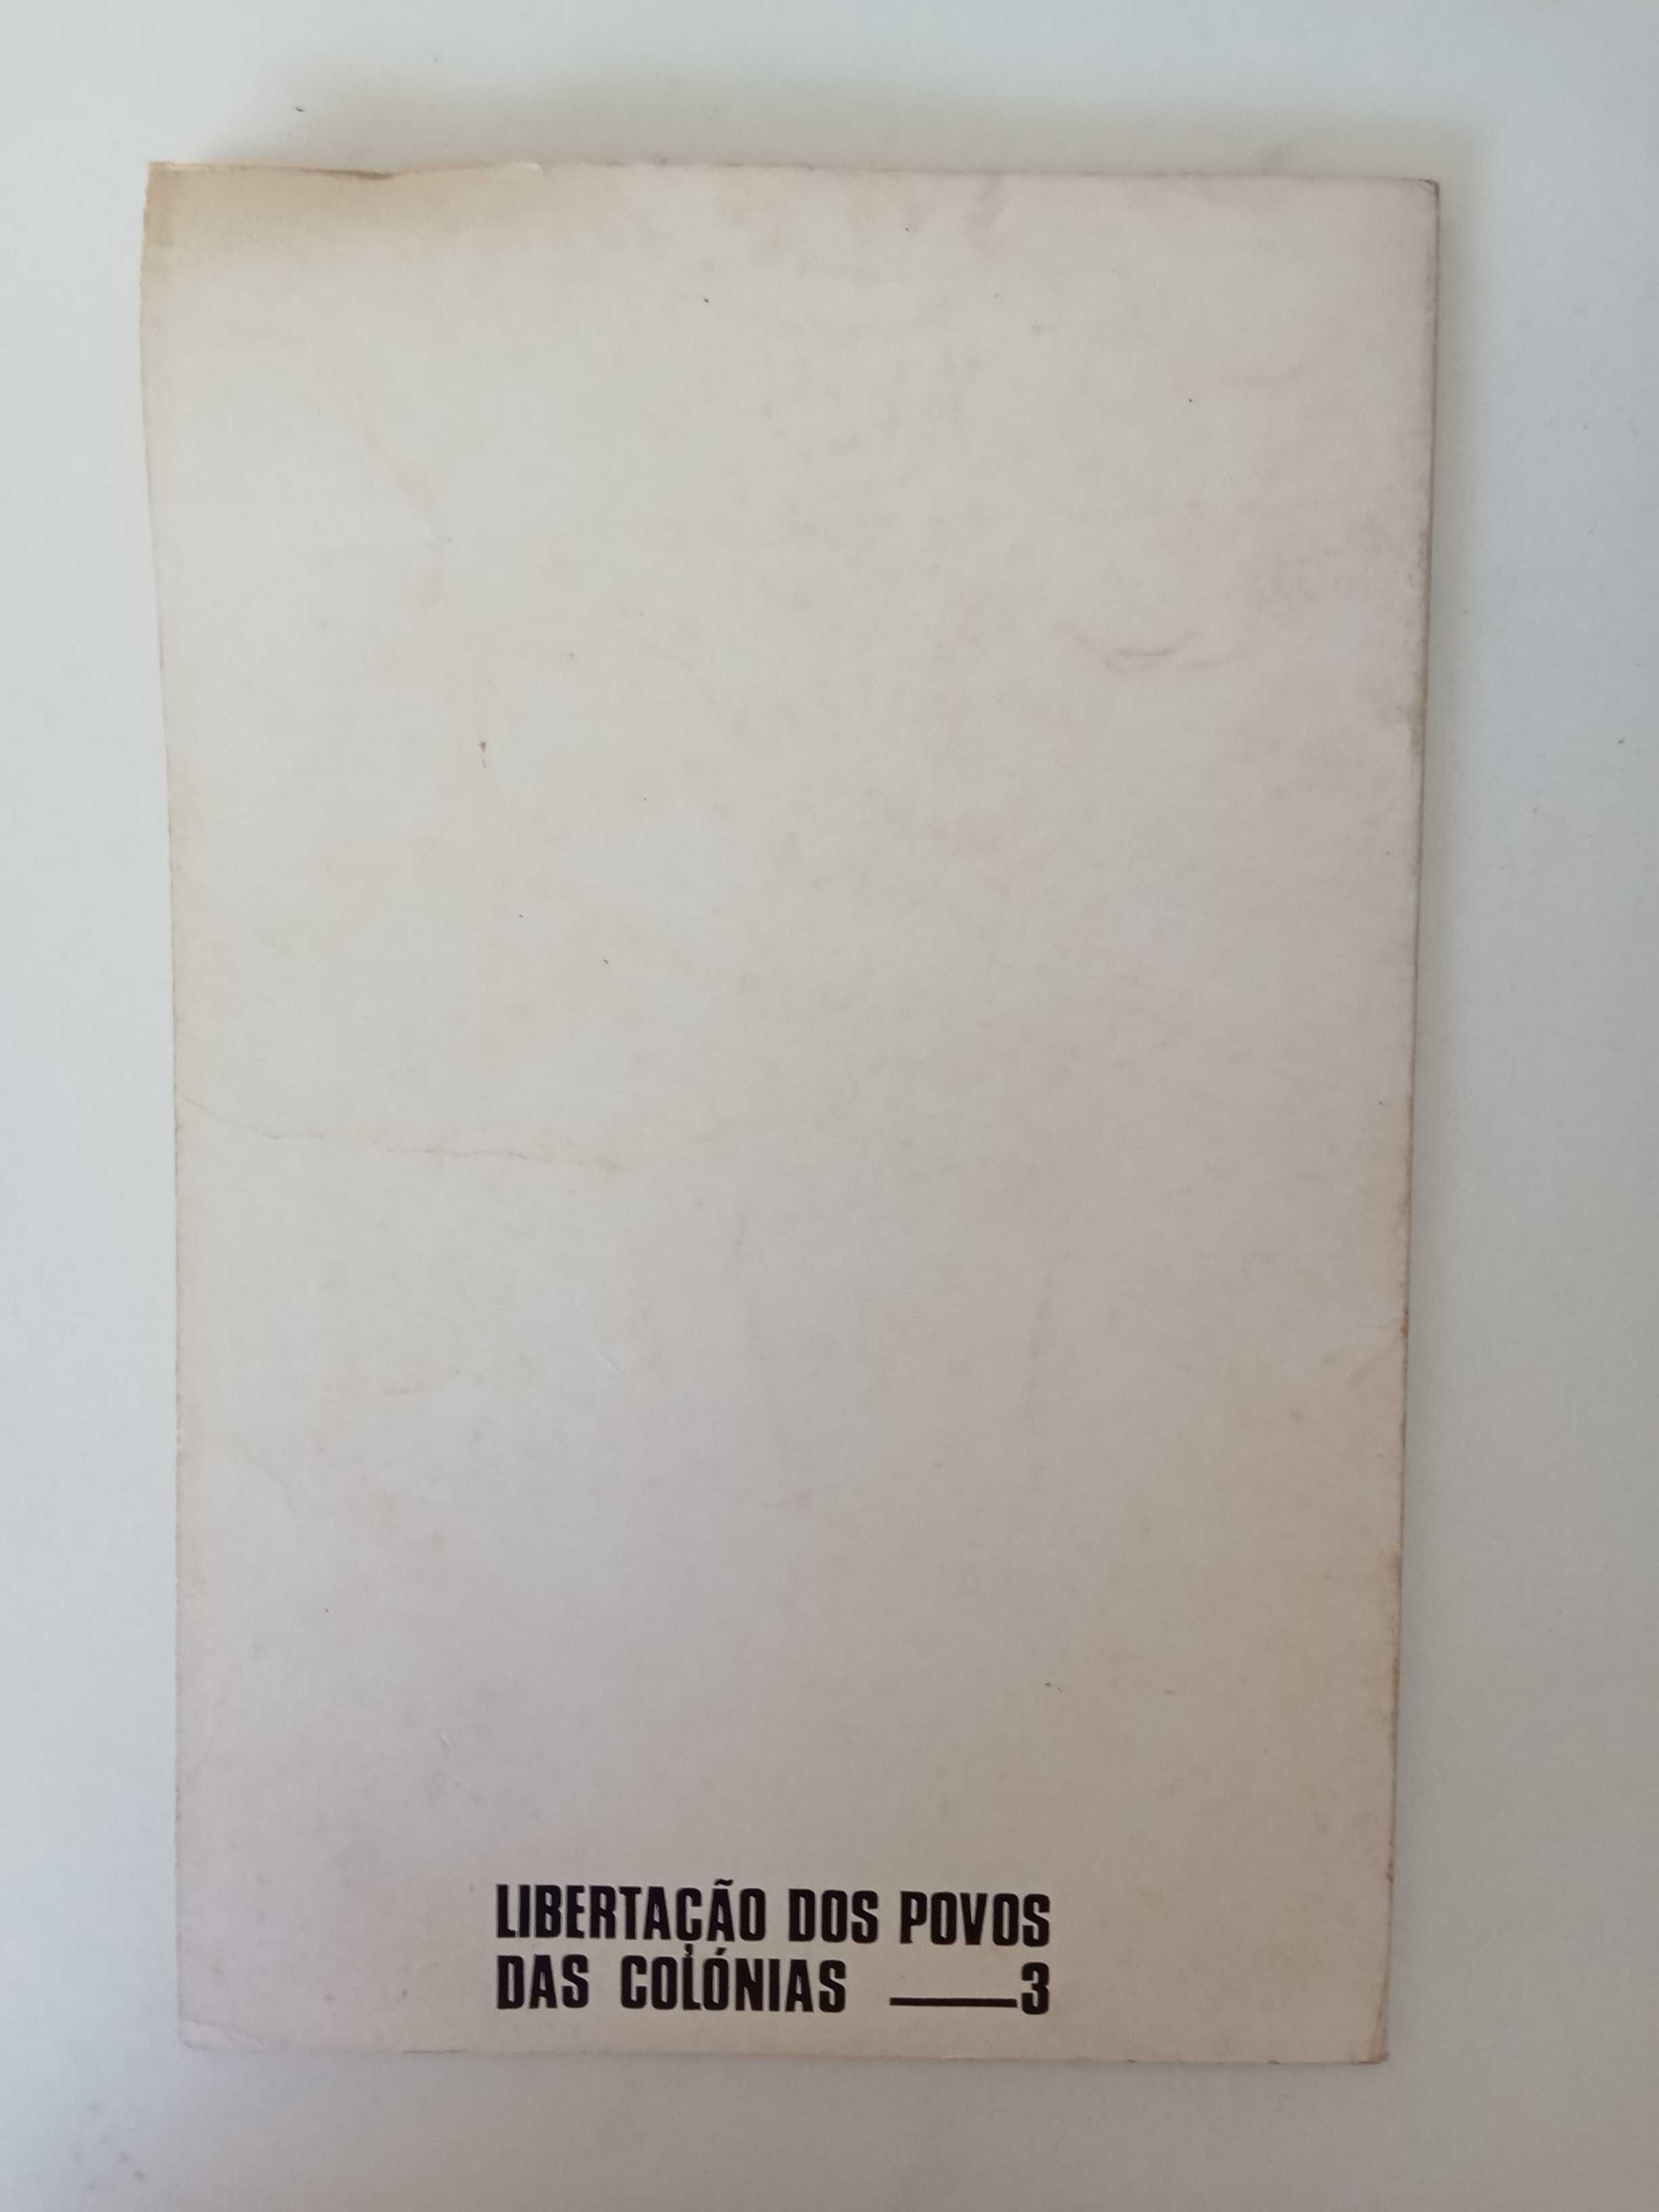 LIBERTAÇÃO DOS POVOS
DAS COLÓNIAS ——3